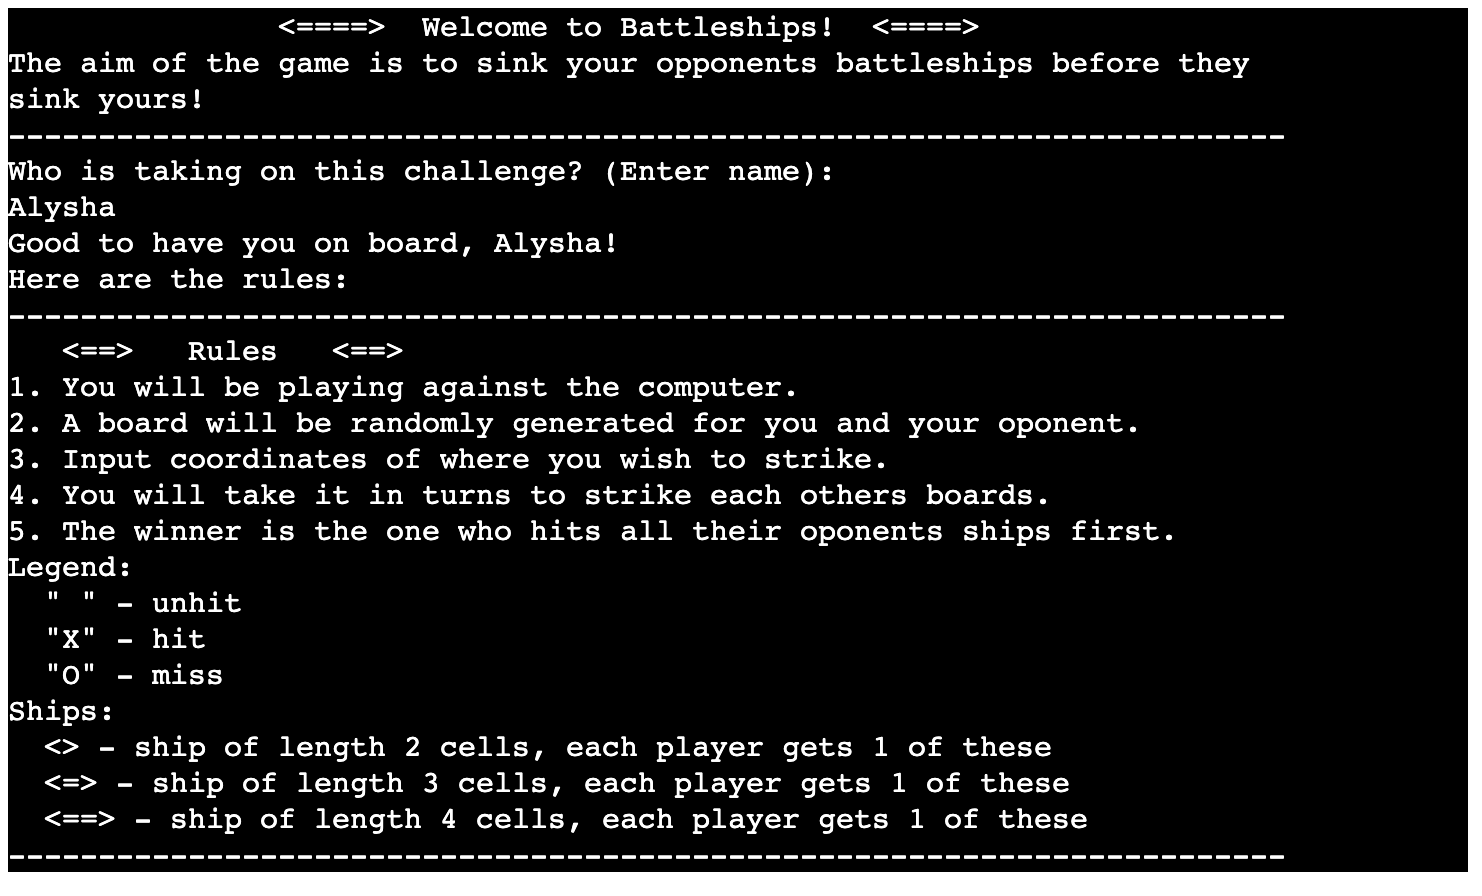 <====>  Welcome to Battleships!  <====>
The aim of the game is to sink your opponents battleships before they
sink yours!
-----------------------------------------------------------------------
Who is taking on this challenge? (Enter name):
Alysha
Good to have you on board, Alysha!
Here are the rules:
-----------------------------------------------------------------------
   <==>   Rules   <==>
1. You will be playing against the computer.
2. A board will be randomly generated for you and your oponent.
3. Input coordinates of where you wish to strike.
4. You will take it in turns to strike each others boards.
5. The winner is the one who hits all their oponents ships first.
Legend:
  " " - unhit
  "X" - hit
  "O" - miss
Ships:
  <> - ship of length 2 cells, each player gets 1 of these
  <=> - ship of length 3 cells, each player gets 1 of these
  <==> - ship of length 4 cells, each player gets 1 of these
-----------------------------------------------------------------------